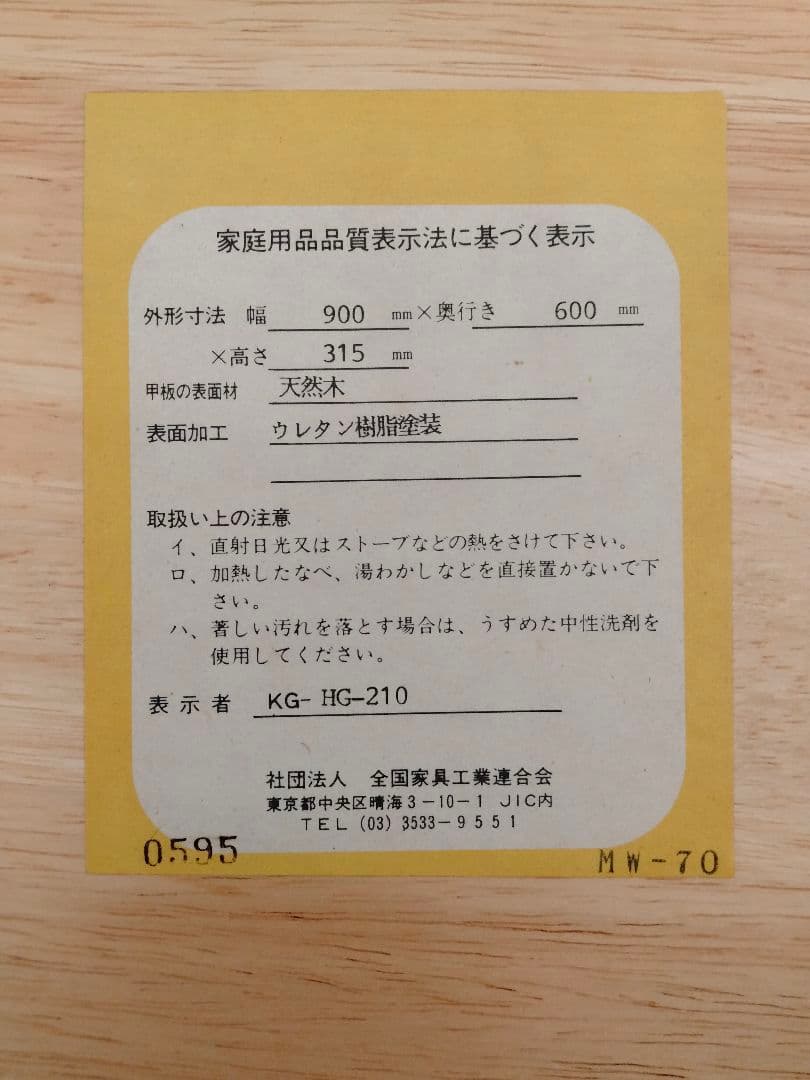 家庭用品品質表示法に基づく表示
外形寸法 幅 900 mm×奥行き 600 mm
×高さ 315 mm
甲板の表面材 天然木
表面加工 ウレタン樹脂塗装
取扱い上の注意
イ、直射日光又はストーブなどの熱をさけて下さい。
ロ、加熱したなべ、湯わかしなどを直接置かないで下
さい。
ハ、著しい汚れを落とす場合は、うすめた中性洗剤を
使用してください。
表示者 KG-HG-210
社団法人 全国家具工業連合会
東京都中央区晴海3-10-1 JIC内
TEL (03) 3533-9551
0595 MW-70